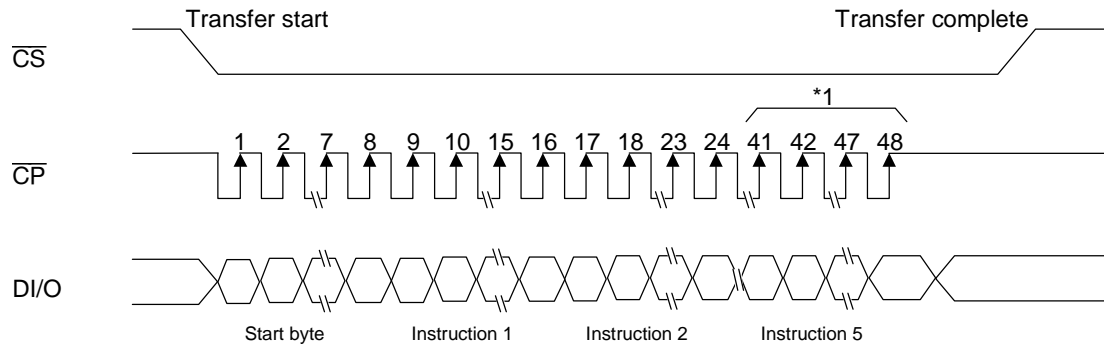 Transfer start Transfer complete
CS
*1
1 2 7 8 9 10 15 16 17 18 23 24 41 42 47 48
CP
DI/O
Start byte Instruction 1 Instruction 2 Instruction 5